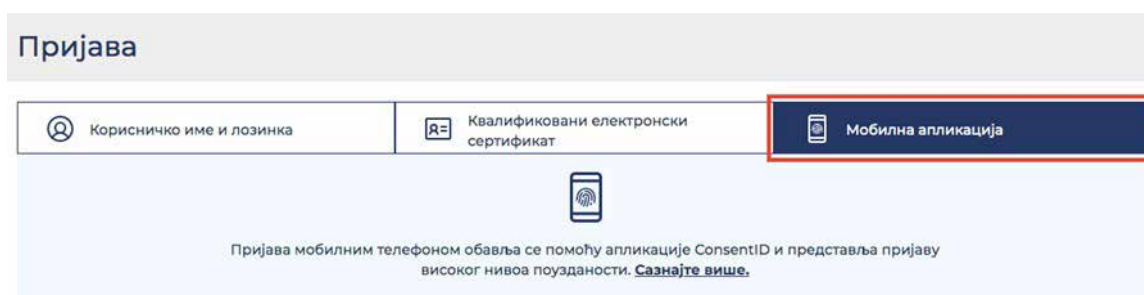 Пријава
Корисничко име и лозинка
Квалификовани електронски
сертификат
Мобилна апликација
Пријава мобилним телефоном обавља се помоћу апликације ConsentID и представља пријаву
високог нивоа поузданости. Сазнајте више.